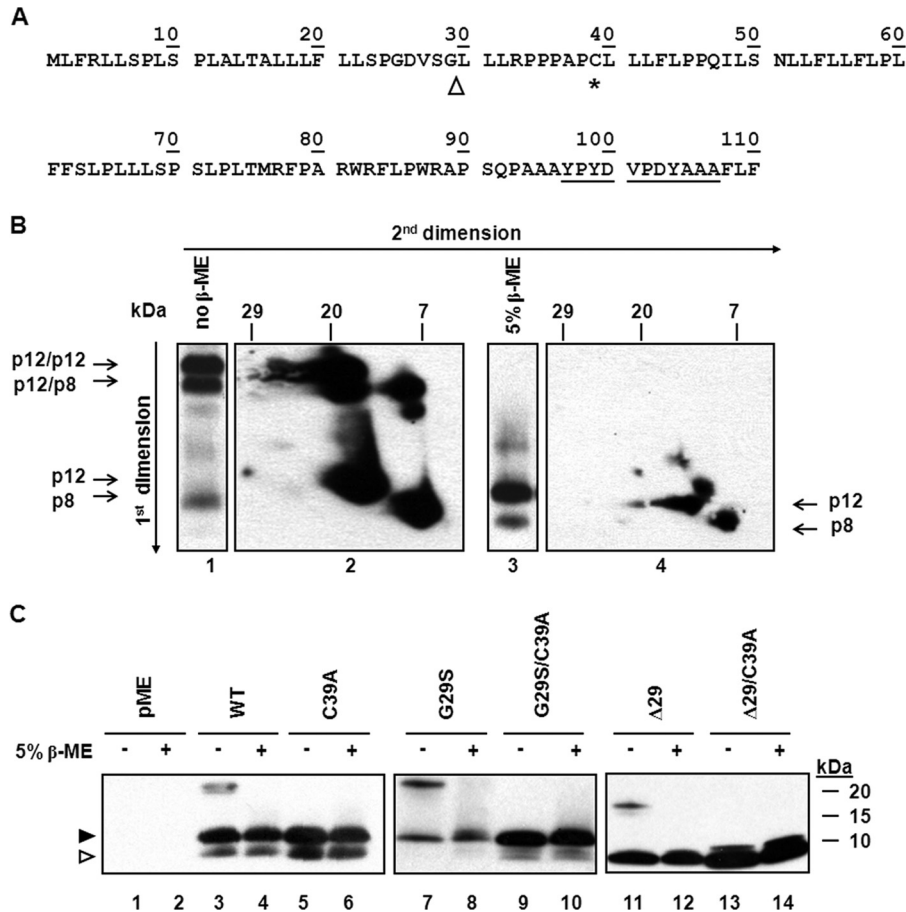 A
10 20 30 40 50 60
MLFRLLSPLS PLALTALLLF LLSPGDVSGL LLRPPPAPCL LLFLPPQILS NLLFLLFLPL
Δ *
70 80 90 100 110
FFSLPLLLSP SLPLTMRFPA RWRFLPWRAP SQPAAAYPYD VPDYAAAFLF
B
2nd dimension
no β-ME
5% β-ME
kDa 29 20 7 29 20 7
p12/p12
p12/p8
p12
p8
1st dimension
p12
p8
1 2 3 4
C
pME WT C39A G29S G29S/C39A Δ29 Δ29/C39A
5% β-ME - + - + - + - + - + - + - +
kDa
20
15
10
1 2 3 4 5 6 7 8 9 10 11 12 13 14